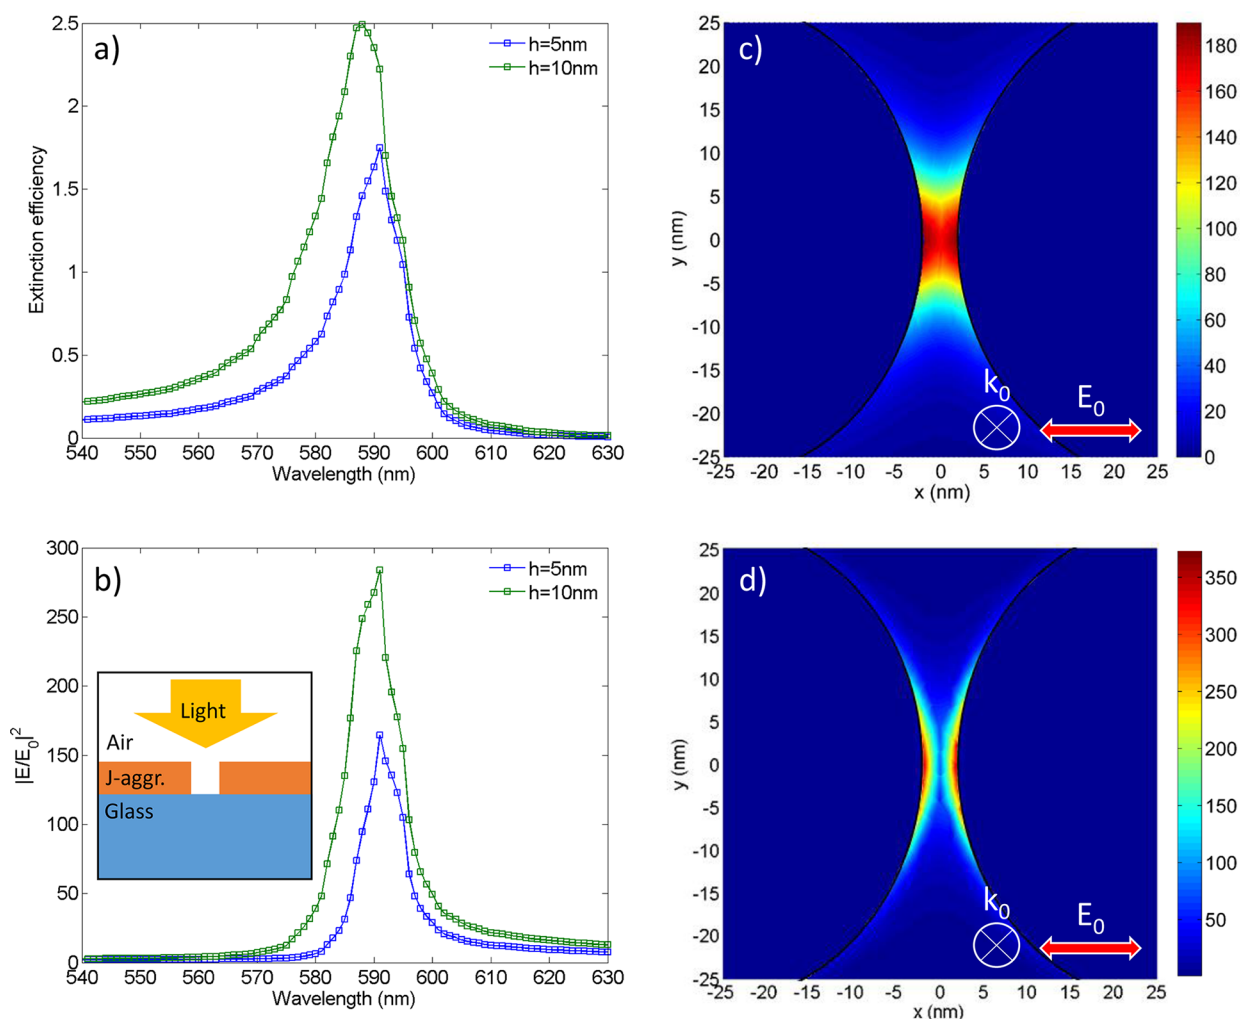 a)
h=5nm
h=10nm
2.5
2
1.5
1
0.5
0
Extinction efficiency
540 550 560 570 580 590 600 610 620 630
Wavelength (nm)
c)
25
20
15
10
5
0
-5
-10
-15
-20
-25
y (nm)
-25 -20 -15 -10 -5 0 5 10 15 20 25
x (nm)
k0
E0
180
160
140
120
100
80
60
40
20
0
b)
h=5nm
h=10nm
300
250
200
150
100
50
0
|E/E0|2
Light
Air
J-aggr.
Glass
540 550 560 570 580 590 600 610 620 630
Wavelength (nm)
d)
25
20
15
10
5
0
-5
-10
-15
-20
-25
y (nm)
-25 -20 -15 -10 -5 0 5 10 15 20 25
x (nm)
k0
E0
350
300
250
200
150
100
50